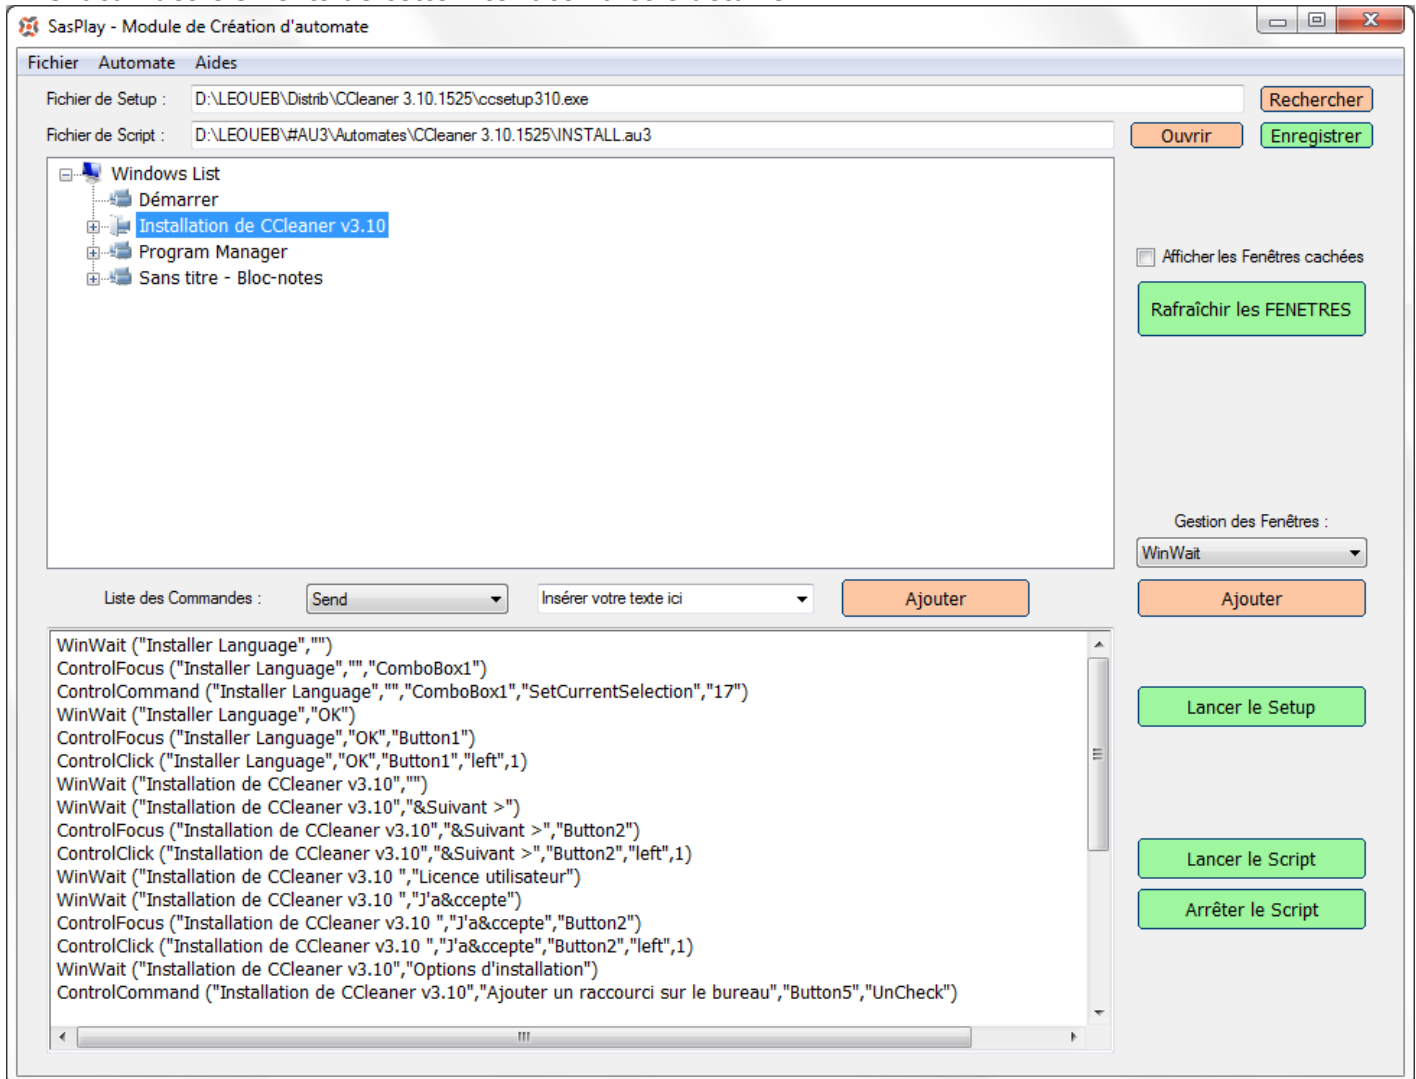 SasPlay - Module de Création d'automate
Fichier Automate Aides
Fichier de Setup : D:\LEOUEB\Distrib\CCleaner 3.10.1525\ccsetup310.exe Rechercher
Fichier de Script : D:\LEOUEB\#AU3\Automates\CCleaner 3.10.1525\INSTALL.au3 Ouvrir Enregistrer
Windows List
Démarrer
Installation de CCleaner v3.10
Program Manager
Sans titre - Bloc-notes
Afficher les Fenêtres cachées
Rafraîchir les FENETRES
Gestion des Fenêtres :
WinWait
Liste des Commandes : Send Insérer votre texte ici Ajouter Ajouter
WinWait ("Installer Language","")
ControlFocus ("Installer Language","","ComboBox1")
ControlCommand ("Installer Language","","ComboBox1","SetCurrentSelection","17")
WinWait ("Installer Language","OK")
ControlFocus ("Installer Language","OK","Button1")
ControlClick ("Installer Language","OK","Button1","left",1)
WinWait ("Installation de CCleaner v3.10","")
WinWait ("Installation de CCleaner v3.10","&Suivant >")
ControlFocus ("Installation de CCleaner v3.10","&Suivant >","Button2")
ControlClick ("Installation de CCleaner v3.10","&Suivant >","Button2","left",1)
WinWait ("Installation de CCleaner v3.10 ","Licence utilisateur")
WinWait ("Installation de CCleaner v3.10 ","J'a&ccepte")
ControlFocus ("Installation de CCleaner v3.10 ","J'a&ccepte","Button2")
ControlClick ("Installation de CCleaner v3.10 ","J'a&ccepte","Button2","left",1)
WinWait ("Installation de CCleaner v3.10","Options d'installation")
ControlCommand ("Installation de CCleaner v3.10","Ajouter un raccourci sur le bureau","Button5","UnCheck")
Lancer le Setup
Lancer le Script
Arrêter le Script